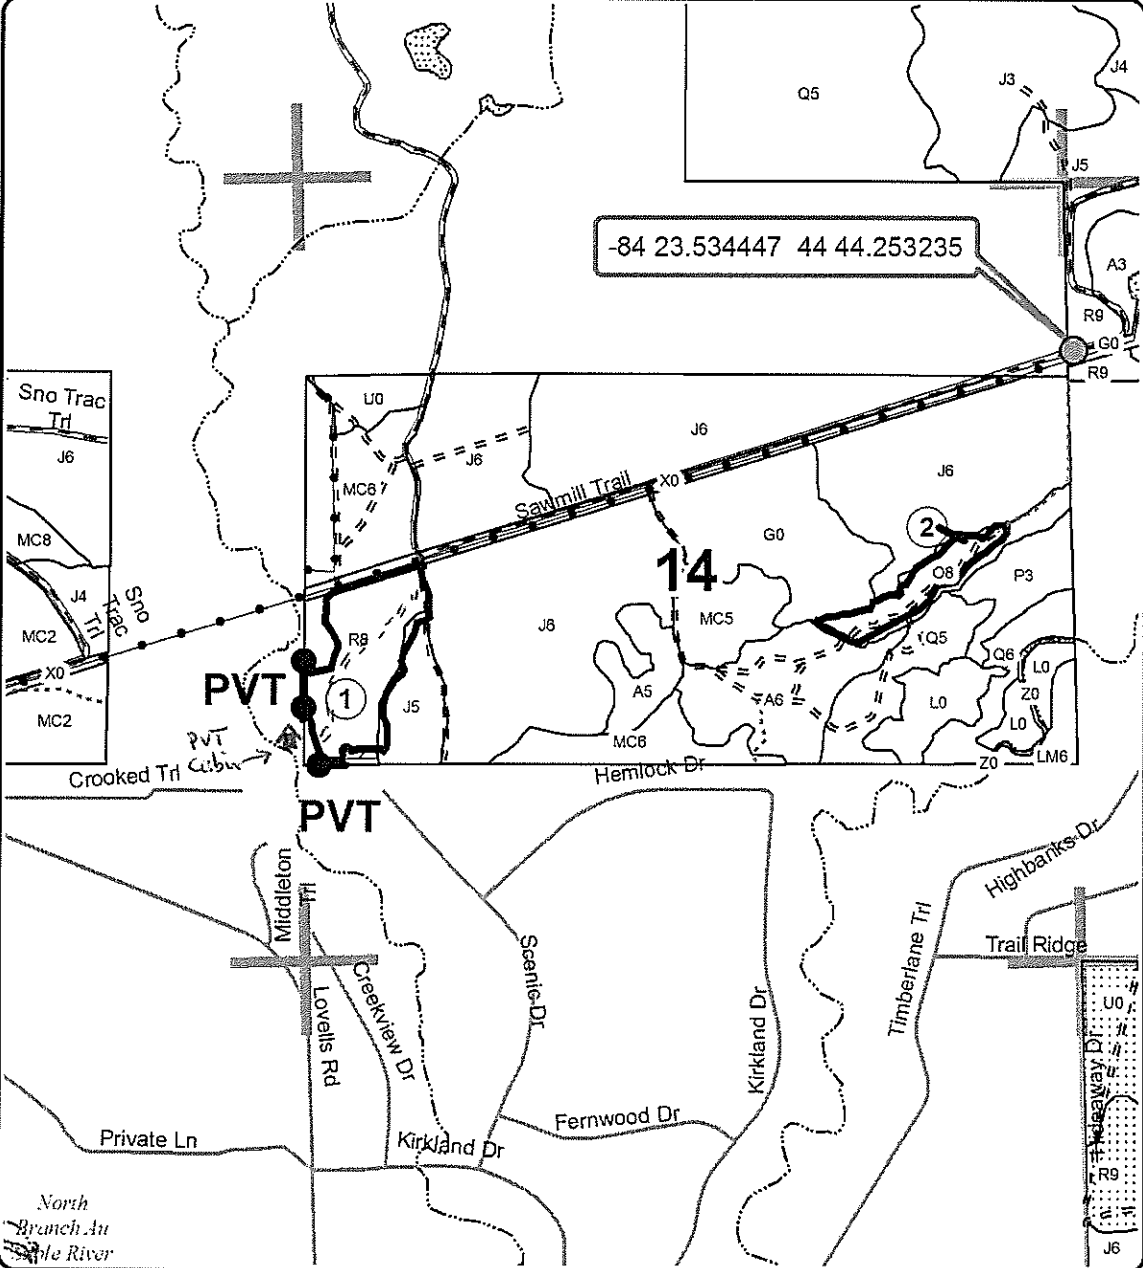 Q5
J3
J4
J5
-84 23.534447 44 44.253235
A3
R9
G0
R9
Sno Trac
Trl
J6
U0
J6
J6
J6
MC6
Sawmill Trail
X0
MC8
G0
2
14
J4
Sno
Trac
Trl
O8
P3
MC2
R8
J8
MC5
Q5
Q6
L0
X0
PVT
1
A5
A6
L0
Z0
MC2
J5
L0
PVT
MC6
Z0
LM6
Crooked Trl
Hemlock Dr
PVT
Middleton
Trl
Highbanks Dr
Scenic Dr
Timberlane Trl
Trail Ridge
Creekview Dr
Lovells Rd
Kirkland Dr
U0
Hideaway Dr
Fernwood Dr
Private Ln
Kirkland Dr
R9
North
Branch Au
Sable River
J6